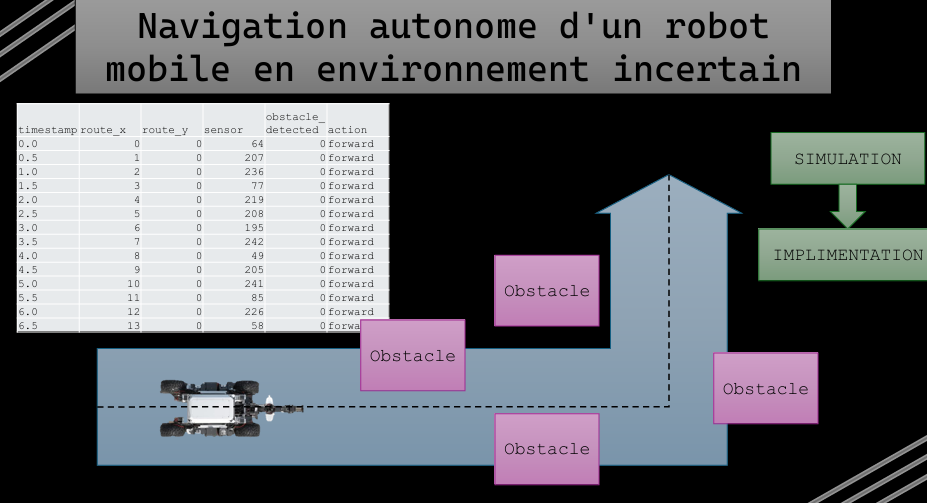 Navigation autonome d'un robot
mobile en environnement incertain
timestamp route_x route_y sensor obstacle_detected action
0.0 0 0 64 0 forward
0.5 1 0 207 0 forward
1.0 2 0 236 0 forward
1.5 3 0 77 0 forward
2.0 4 0 219 0 forward
2.5 5 0 208 0 forward
3.0 6 0 195 0 forward
3.5 7 0 242 0 forward
4.0 8 0 49 0 forward
4.5 9 0 205 0 forward
5.0 10 0 241 0 forward
5.5 11 0 85 0 forward
6.0 12 0 226 0 forward
6.5 13 0 58 0 forwa
SIMULATION
IMPLIMENTATION
Obstacle
Obstacle
Obstacle
Obstacle